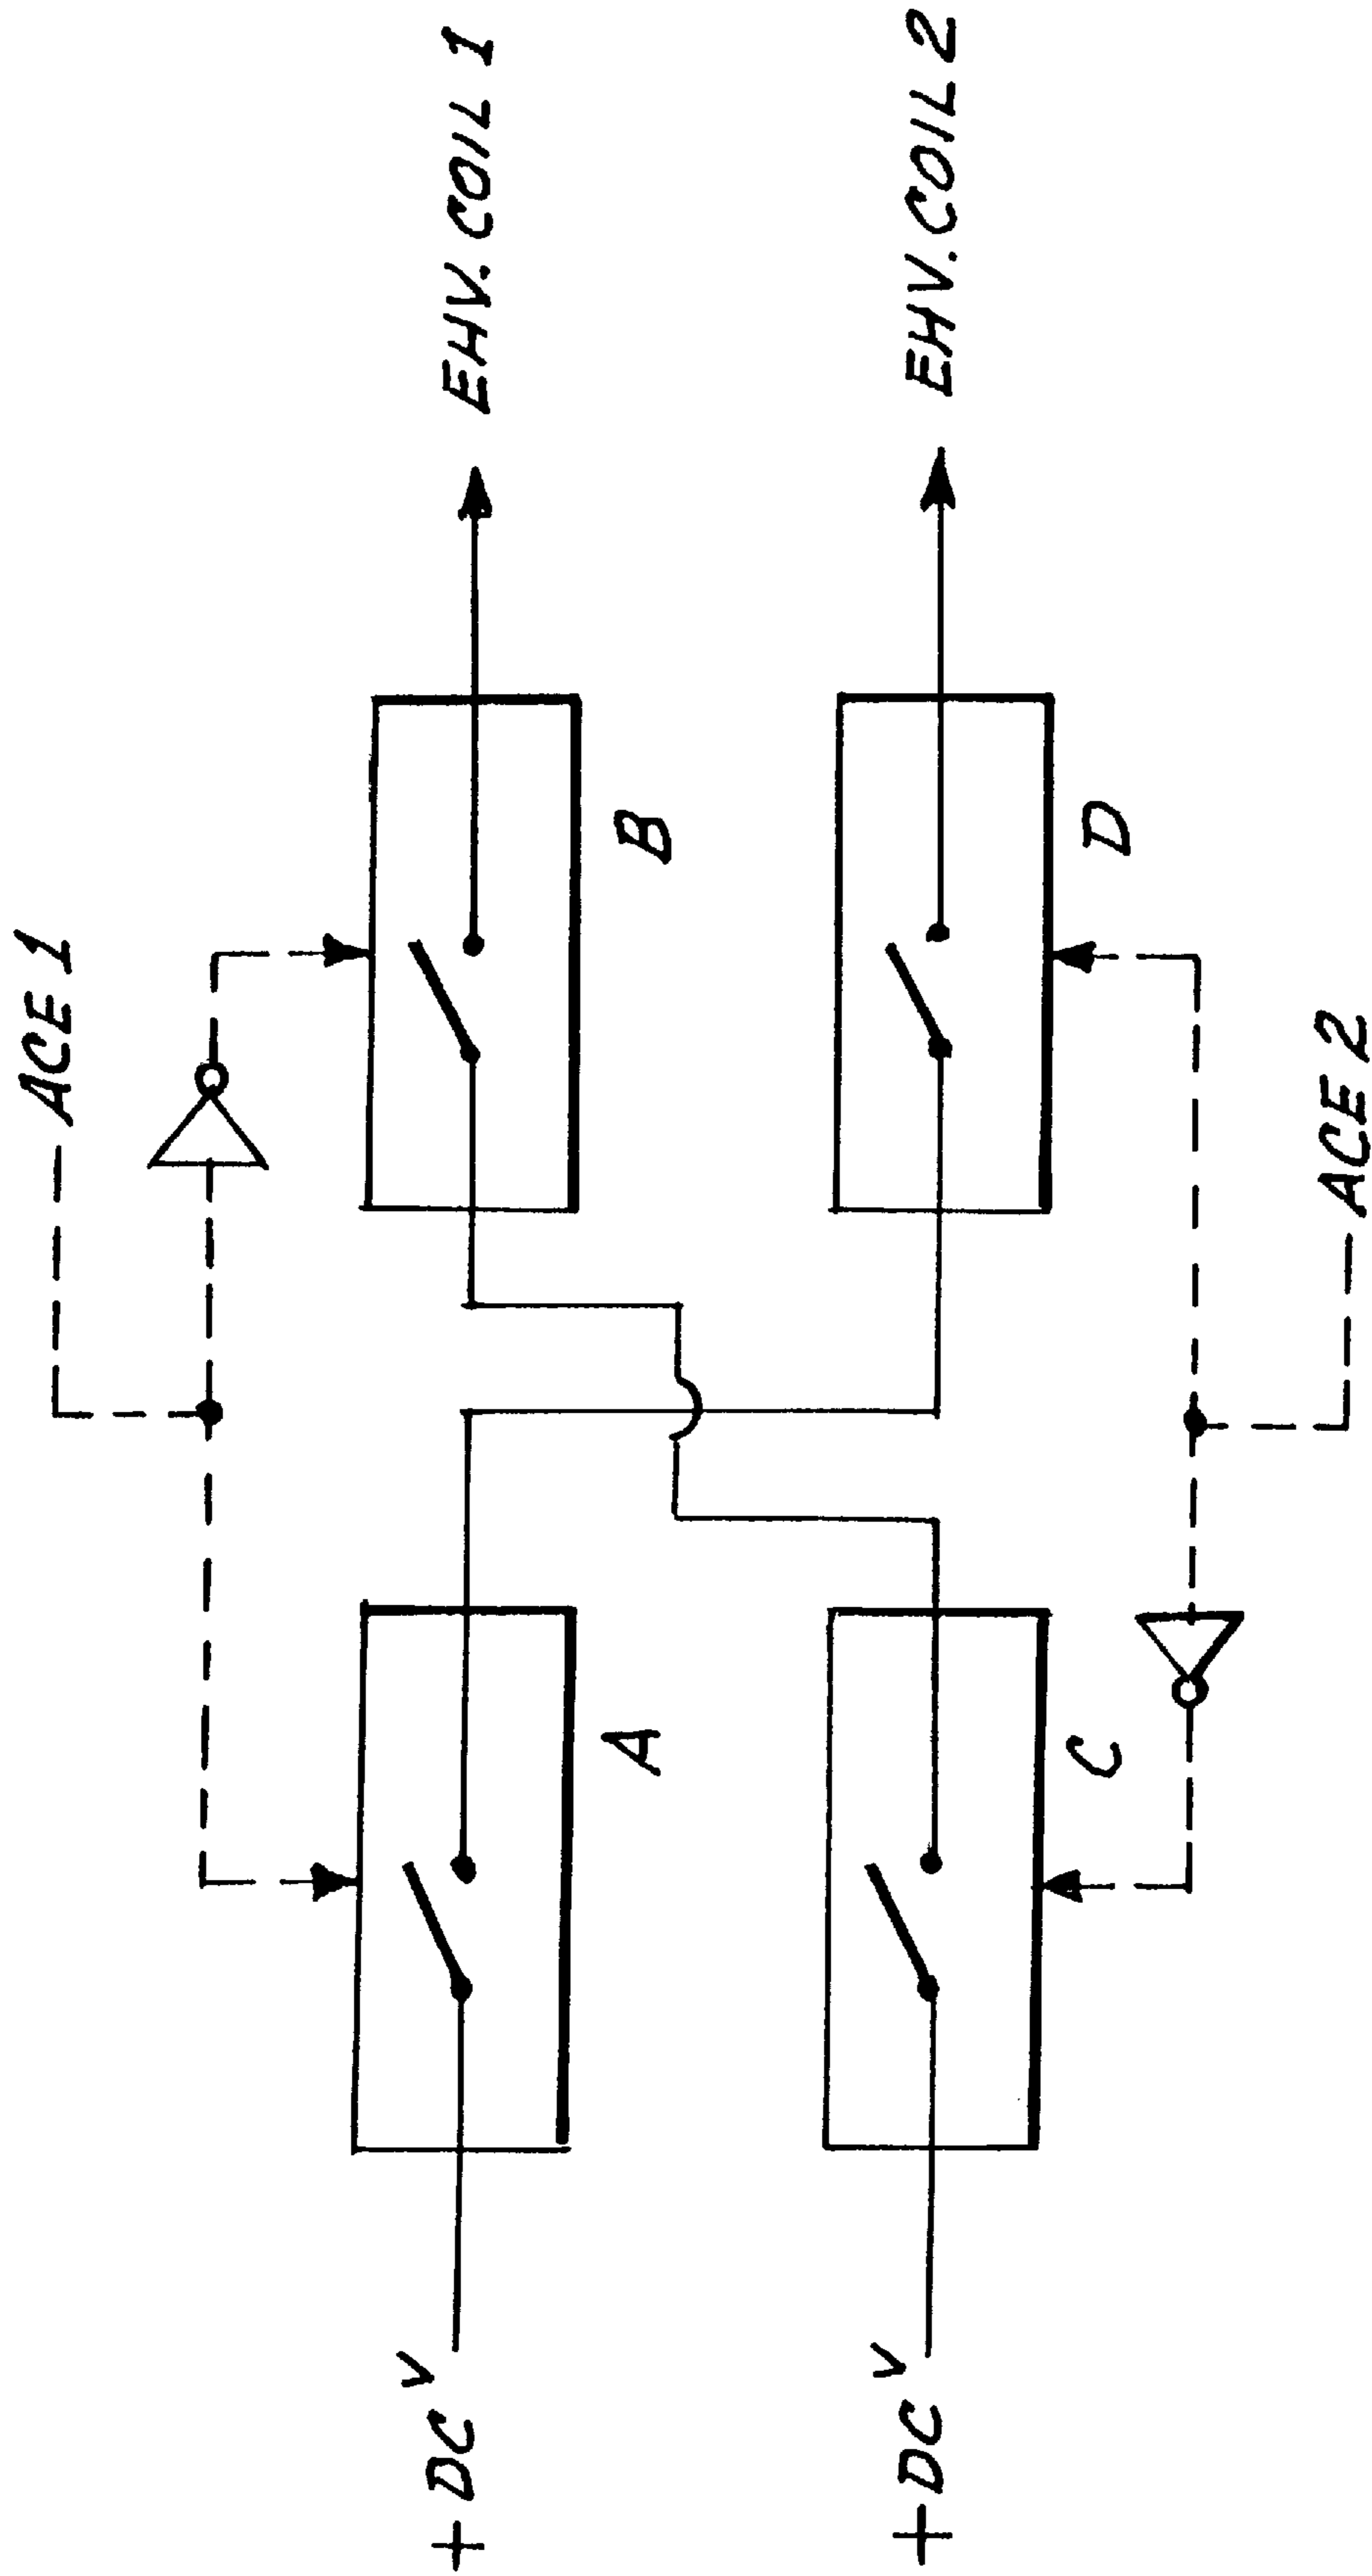 ACE 1
+ DC V
A
B
EHV. COIL 1
+ DC V
C
D
EHV. COIL 2
ACE 2